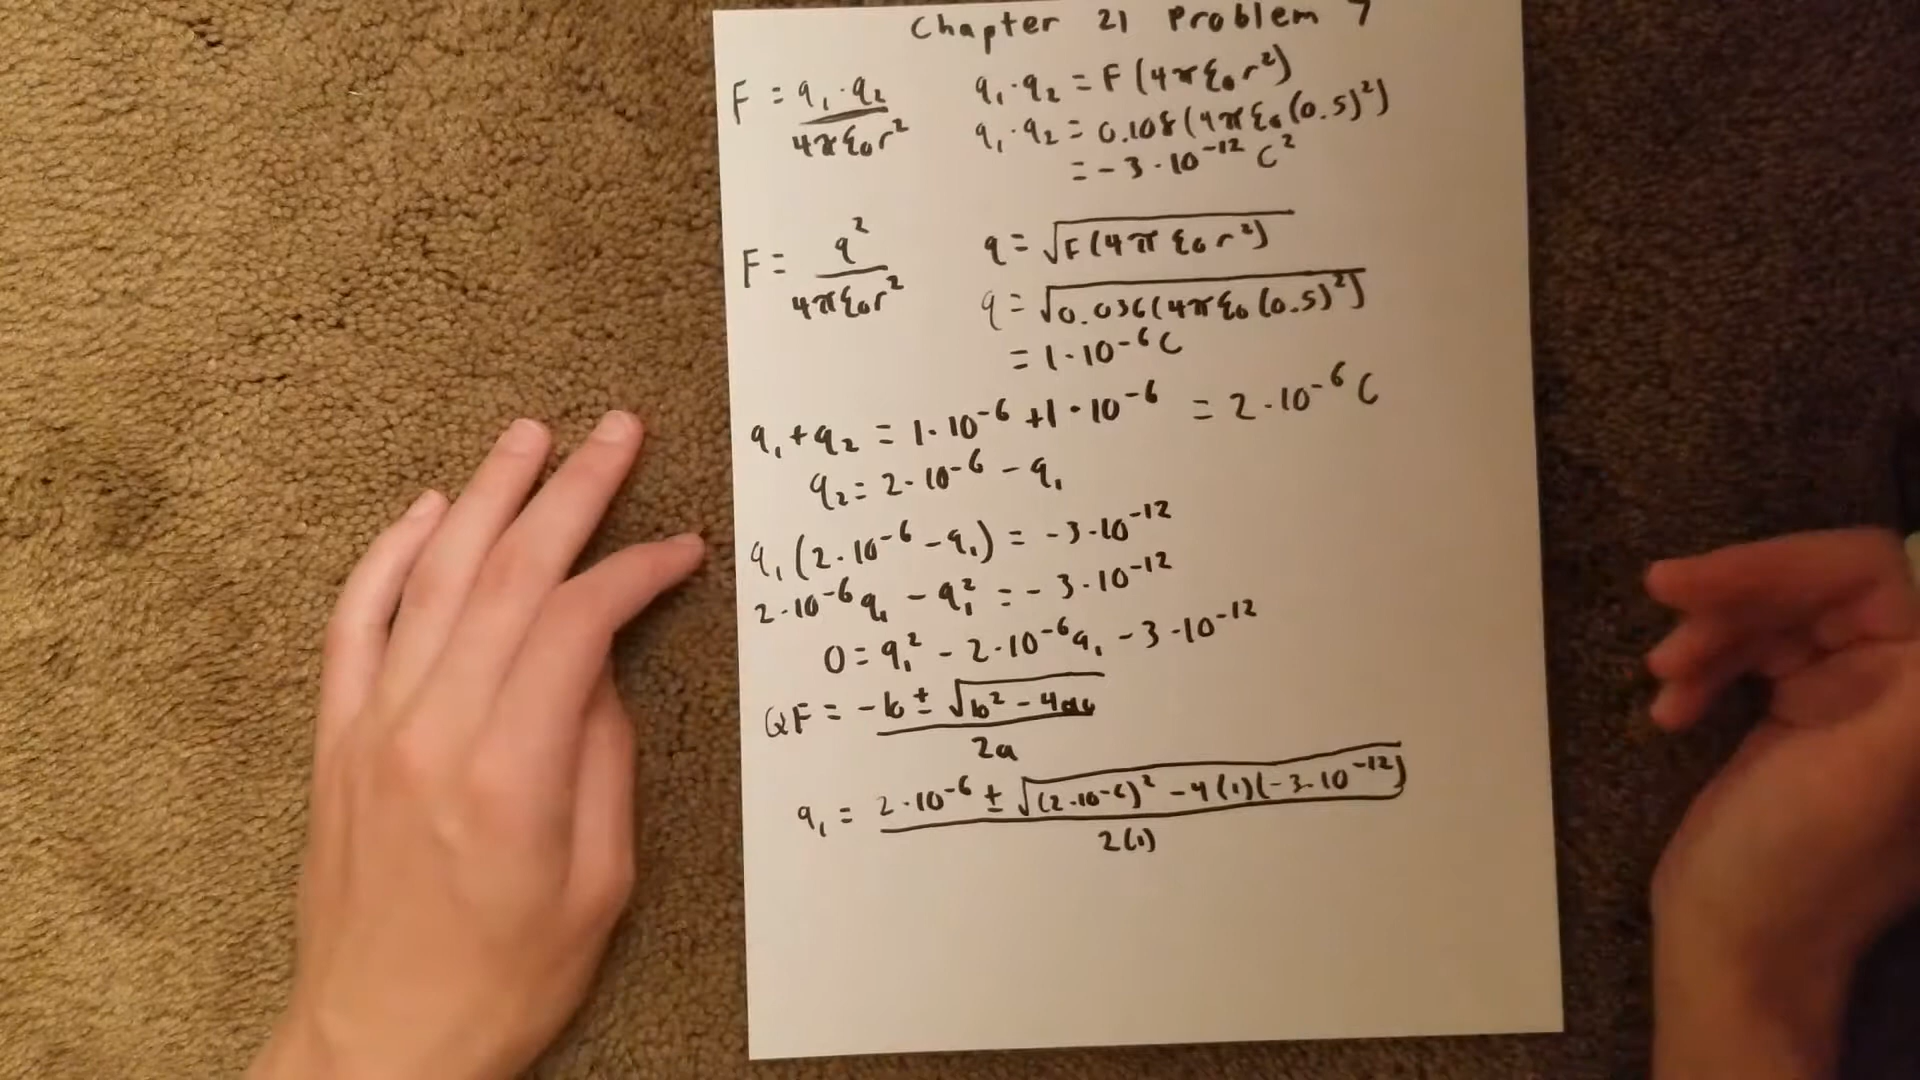 Chapter 21 Problem 7
F = q₁·q₂ / 4πε₀r²
q₁·q₂ = F(4πε₀r²)
q₁·q₂ = 0.108(4πε₀(0.5)²)
= -3·10⁻¹² C²
F = q² / 4πε₀r²
q = √F(4πε₀r²)
q = √0.036(4πε₀(0.5)²)
= 1·10⁻⁶ C
q₁+q₂ = 1·10⁻⁶ +1·10⁻⁶ = 2·10⁻⁶ C
q₂ = 2·10⁻⁶ - q₁
q₁(2·10⁻⁶ - q₁) = -3·10⁻¹²
2·10⁻⁶q₁ - q₁² = -3·10⁻¹²
0 = q₁² - 2·10⁻⁶q₁ - 3·10⁻¹²
QF = -b ± √b² - 4ac / 2a
q₁ = 2·10⁻⁶ ± √(2·10⁻⁶)² - 4(1)(-3·10⁻¹²) / 2(1)